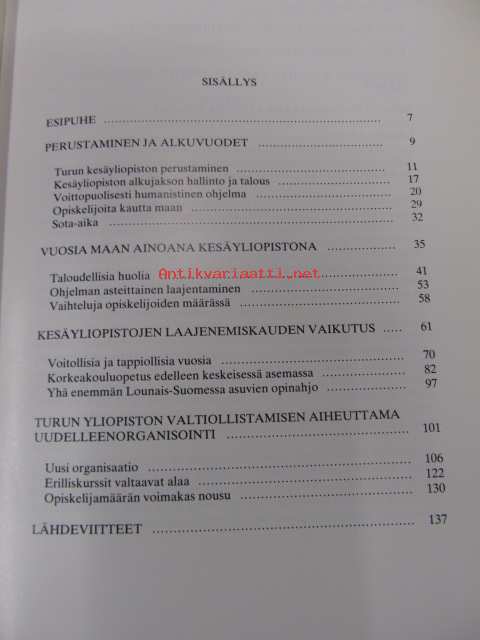 SISÄLLYS
ESIPUHE ........ 7
PERUSTAMINEN JA ALKUVUODET ........ 9
Turun kesäyliopiston perustaminen ........ 11
Kesäyliopiston alkujakson hallinto ja talous ........ 17
Voittopuolisesti humanistinen ohjelma ........ 20
Opiskelijoita kautta maan ........ 29
Sota-aika ........ 32
VUOSIA MAAN AINOANA KESÄYLIOPISTONA ........ 35
Taloudellisia huolia ........ 41
Antikvariaatti.net
Ohjelman asteittainen laajentaminen ........ 53
Vaihteluja opiskelijoiden määrässä ........ 58
KESÄYLIOPISTOJEN LAAJENEMISKAUDEN VAIKUTUS ..... 61
Voitollisia ja tappiollisia vuosia ........ 70
Korkeakouluopetus edelleen keskeisessä asemassa ........ 82
Yhä enemmän Lounais-Suomessa asuvien opinahjo ........ 97
TURUN YLIOPISTON VALTIOLLISTAMISEN AIHEUTTAMA
UUDELLEENORGANISOINTI ........ 101
Uusi organisaatio ........ 106
Erilliskurssit valtaavat alaa ........ 122
Opiskelijamäärän voimakas nousu ........ 130
LÄHDEVIITTEET ........ 137